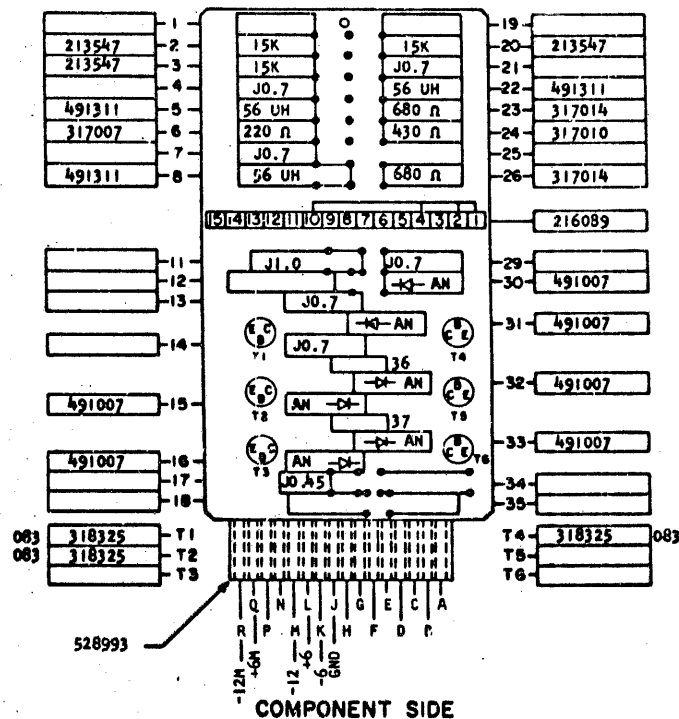 1 19
213547 2 15K 15K 20 213547
213547 3 15K J0.7 21
4 J0.7 56 UH 22 491311
491311 5 56 UH 680 Ω 23 317014
317007 6 220 Ω 430 Ω 24 317010
7 J0.7 25
491311 8 56 UH 680 Ω 26 317014
15 14 13 12 11 10 9 8 7 6 5 4 3 2 1 216089
11 J1.0 J0.7 29
12 AN 30 491007
13 J0.7
E C B AN B C E 31 491007
14 T1 J0.7 T4
36
E C B AN B C E 32 491007
491007 15 T2 AN T5
37
E C B AN B C E 33 491007
491007 16 T3 AN T6
17 J0.45 34
18 35
083 318325 T1 T4 318325 083
083 318325 T2 T5
T3 T6
Q N L J G E C A
528993
R P M K H F D B
-12M +6M -12 +6 -6 GND
COMPONENT SIDE